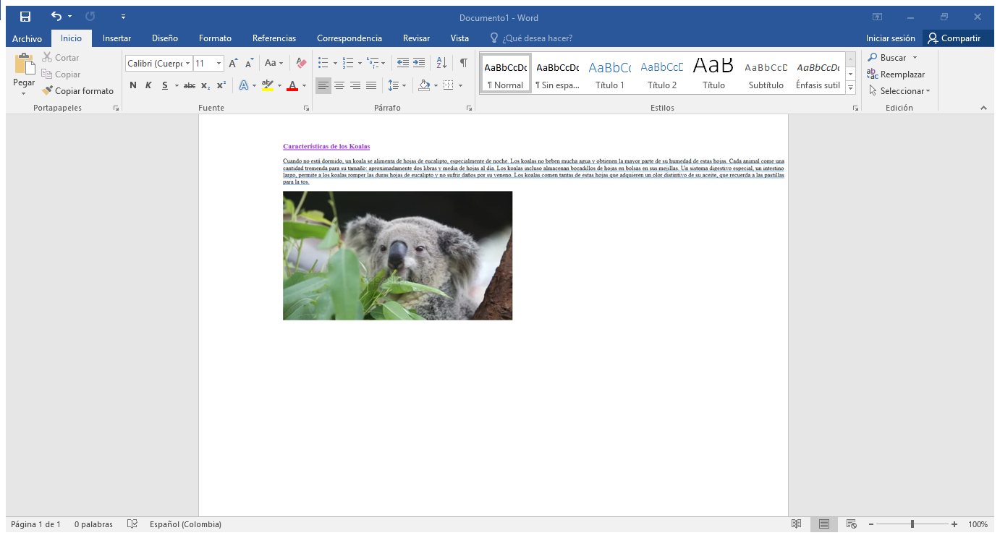 Documento1 - Word
Archivo Inicio Insertar Diseño Formato Referencias Correspondencia Revisar Vista ¿Qué desea hacer? Iniciar sesión Compartir
Pegar
Cortar
Copiar
Copiar formato
Portapapeles
Calibri (Cuerpo 11
N K S abc x₂ x²
Fuente
Párrafo
AaBbCcDc AaBbCcDc AaBbCc AaBbCcD AaB AaBbCcD AaBbCcDc
¶ Normal ¶ Sin espa... Título 1 Título 2 Título Subtítulo Énfasis sutil
Estilos
Buscar
Reemplazar
Seleccionar
Edición
Características de los Koalas
Cuando no está dormido, un koala se alimenta de hojas de eucalipto, especialmente de noche. Los koalas no beben mucha agua y obtienen la mayor parte de su humedad de estas hojas. Cada animal come una
cantidad tremenda para su tamaño: aproximadamente dos libras y media de hojas al día. Los koalas incluso almacenan bocadillos de hojas en bolsas en sus mejillas. Un sistema digestivo especial, un intestino
largo, permite a los koalas romper las duras hojas de eucalipto y no sufrir daños por su veneno. Los koalas comen tantas de estas hojas que adquieren un olor distintivo de su aceite, que recuerda a las pastillas
para la tos.
Página 1 de 1 0 palabras Español (Colombia) 100%